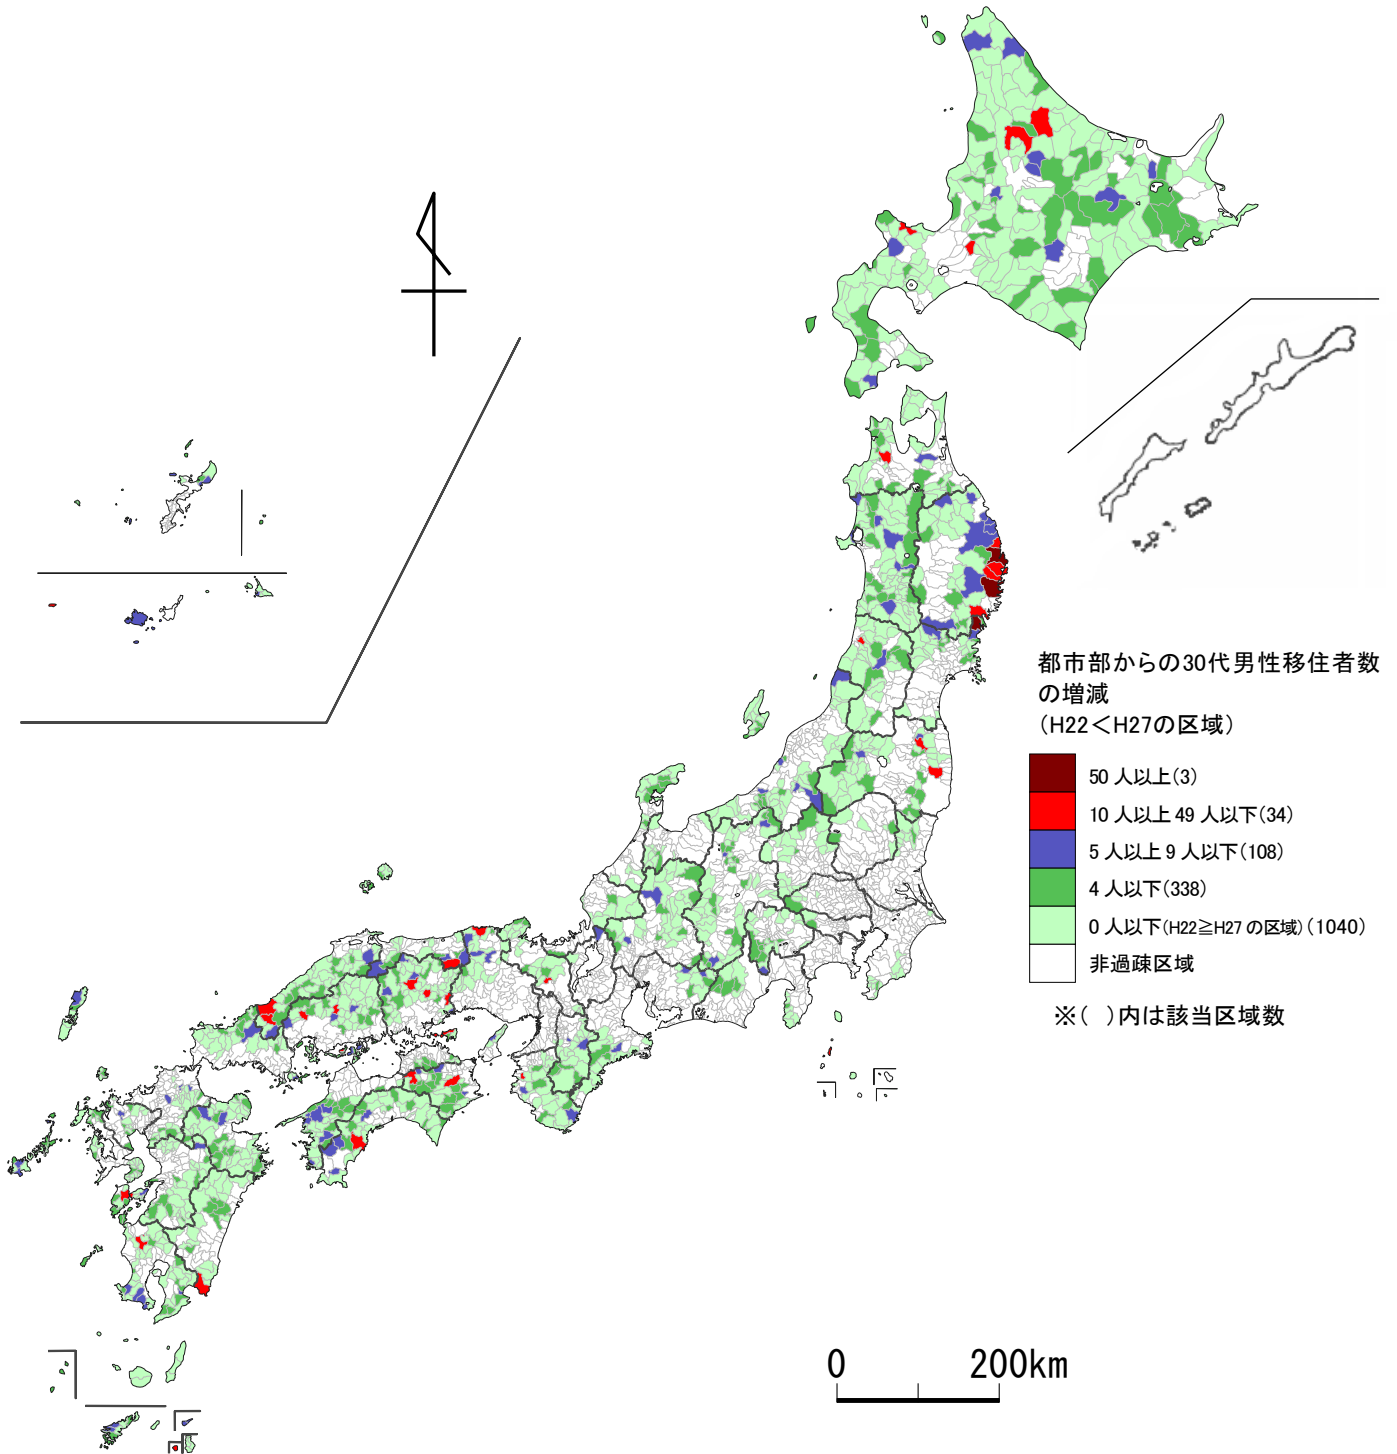 都市部からの30代男性移住者数
の増減
(H22＜H27の区域)
50 人以上(3)
10 人以上 49 人以下(34)
5 人以上 9 人以下(108)
4 人以下(338)
0 人以下(H22≧H27 の区域)(1040)
非過疎区域
※( )内は該当区域数
0 200km